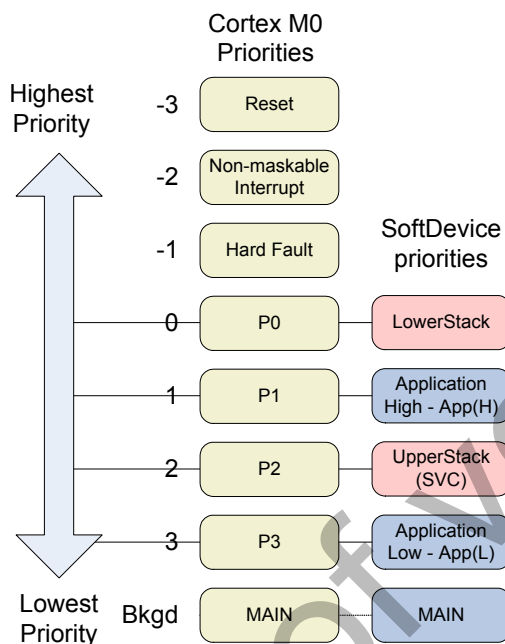 Cortex M0
Priorities
Highest
Priority
-3
Reset
-2
Non-maskable
Interrupt
SoftDevice
priorities
-1
Hard Fault
0
P0
LowerStack
1
P1
Application
High - App(H)
2
P2
UpperStack
(SVC)
3
P3
Application
Low - App(L)
Lowest
Priority
Bkgd
MAIN
MAIN
of